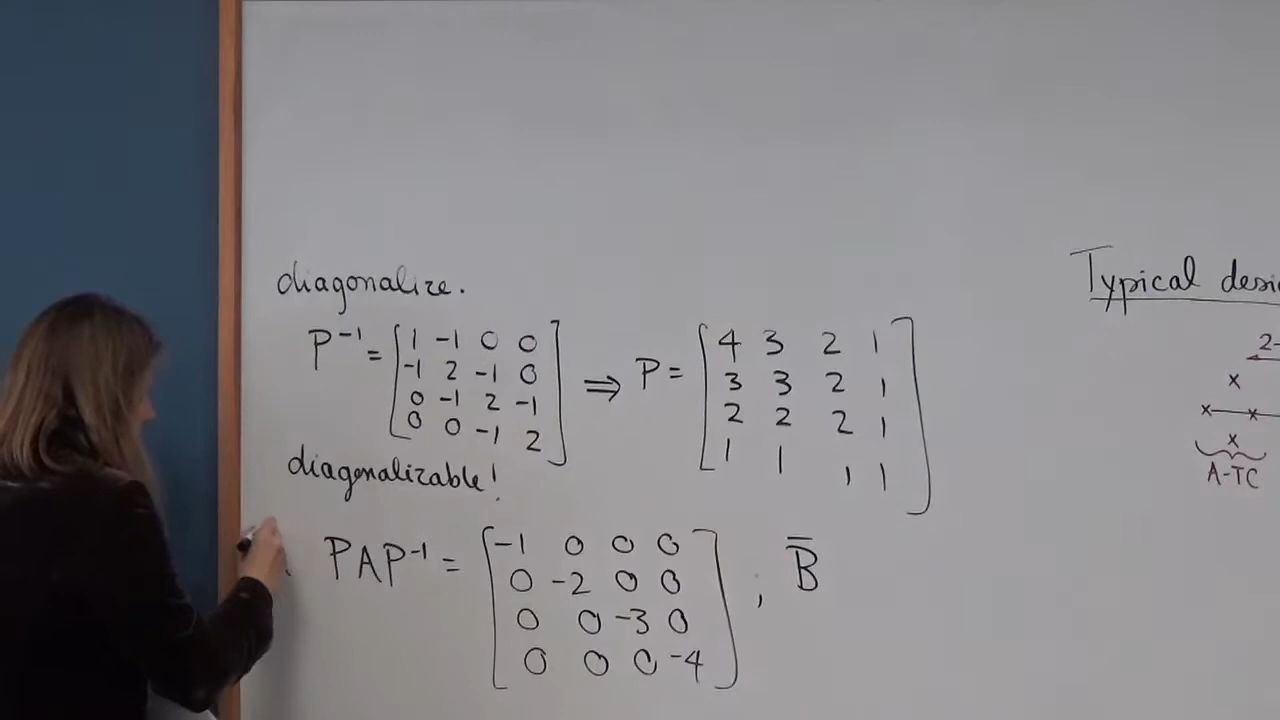 diagonalize.
P⁻¹ = [1 -1 0 0
-1 2 -1 0
0 -1 2 -1
0 0 -1 2]
⇒ P = [4 3 2 1
3 3 2 1
2 2 2 1
1 1 1 1]
diagonalizable!
PAP⁻¹ = [-1 0 0 0
0 -2 0 0
0 0 -3 0
0 0 0 -4] ; B̅
Typical
2-
x
x x
x
A-TC